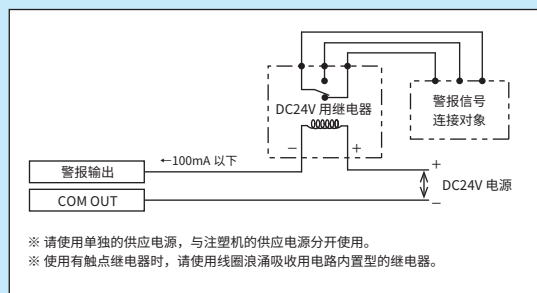 DC24V 用继电器
警报信号
连接对象
− +
←100mA 以下
警报输出
COM OUT
+
DC24V 电源
−
※ 请使用单独的供应电源，与注塑机的供应电源分开使用。
※ 使用有触点继电器时，请使用线圈浪涌吸收用电路内置型的继电器。